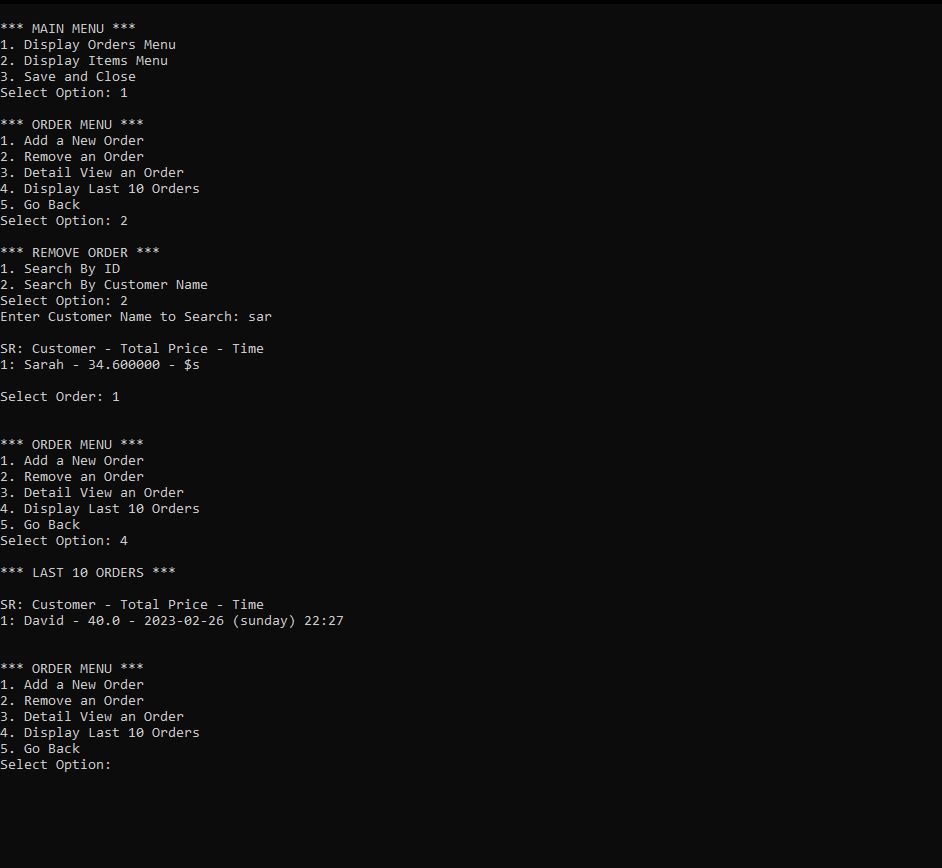 *** MAIN MENU ***
1. Display Orders Menu
2. Display Items Menu
3. Save and Close
Select Option: 1
*** ORDER MENU ***
1. Add a New Order
2. Remove an Order
3. Detail View an Order
4. Display Last 10 Orders
5. Go Back
Select Option: 2
*** REMOVE ORDER ***
1. Search By ID
2. Search By Customer Name
Select Option: 2
Enter Customer Name to Search: sar
SR: Customer - Total Price - Time
1: Sarah - 34.600000 - $s
Select Order: 1
*** ORDER MENU ***
1. Add a New Order
2. Remove an Order
3. Detail View an Order
4. Display Last 10 Orders
5. Go Back
Select Option: 4
*** LAST 10 ORDERS ***
SR: Customer - Total Price - Time
1: David - 40.0 - 2023-02-26 (sunday) 22:27
*** ORDER MENU ***
1. Add a New Order
2. Remove an Order
3. Detail View an Order
4. Display Last 10 Orders
5. Go Back
Select Option: